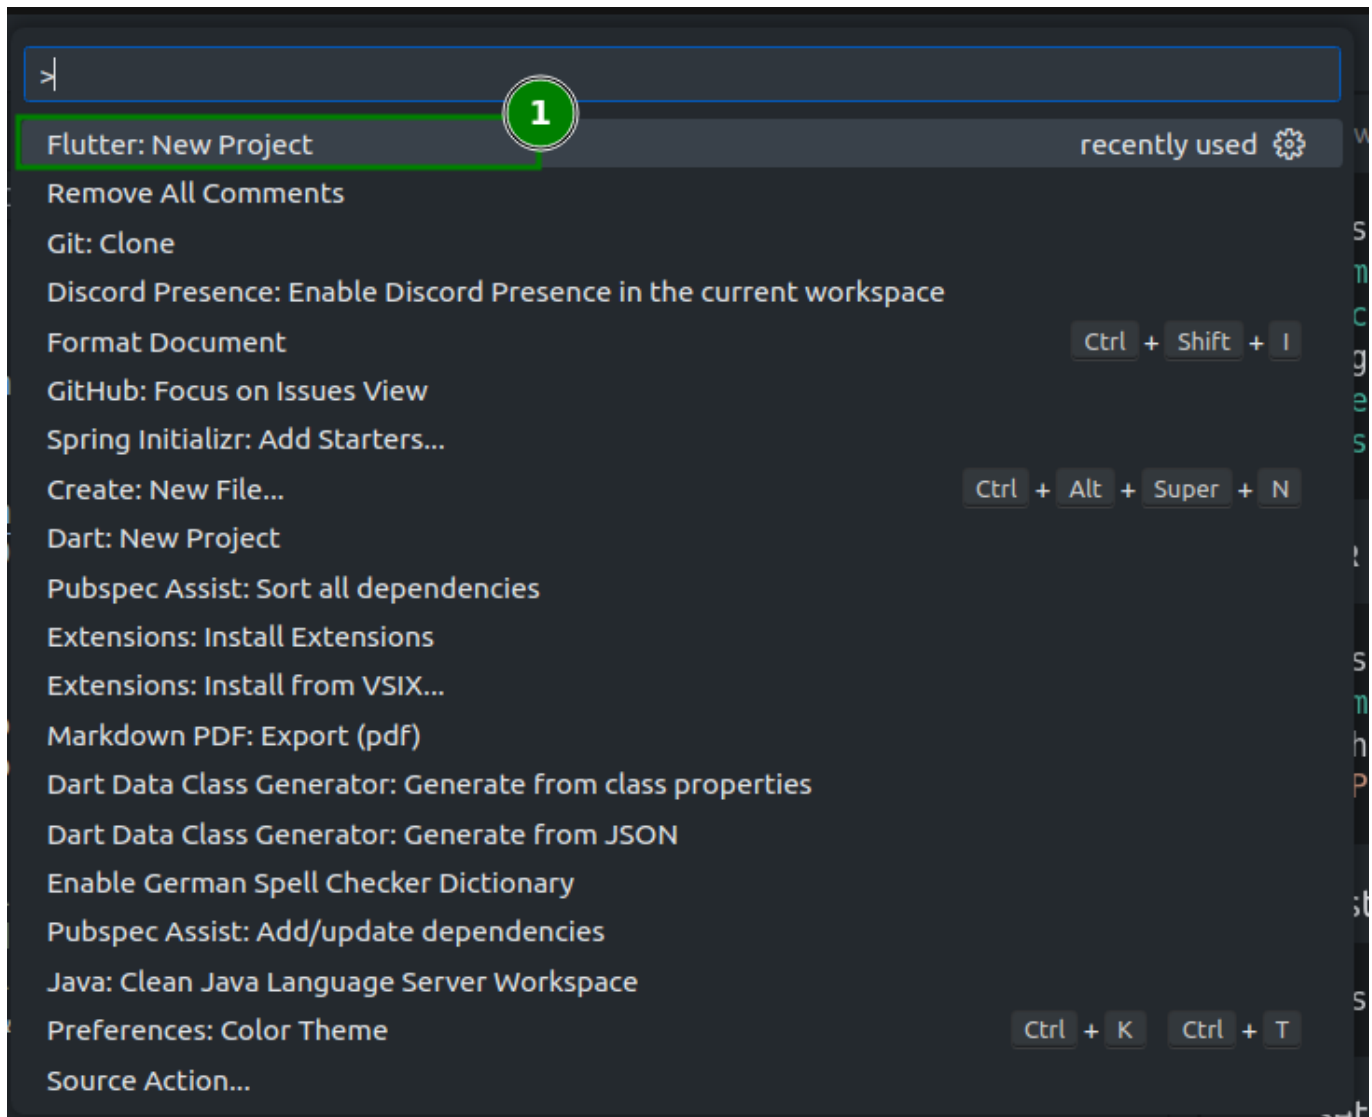 >
1
Flutter: New Project recently used
Remove All Comments
Git: Clone
Discord Presence: Enable Discord Presence in the current workspace
Format Document Ctrl + Shift + I
GitHub: Focus on Issues View
Spring Initializr: Add Starters...
Create: New File... Ctrl + Alt + Super + N
Dart: New Project
Pubspec Assist: Sort all dependencies
Extensions: Install Extensions
Extensions: Install from VSIX...
Markdown PDF: Export (pdf)
Dart Data Class Generator: Generate from class properties
Dart Data Class Generator: Generate from JSON
Enable German Spell Checker Dictionary
Pubspec Assist: Add/update dependencies
Java: Clean Java Language Server Workspace
Preferences: Color Theme Ctrl + K Ctrl + T
Source Action...